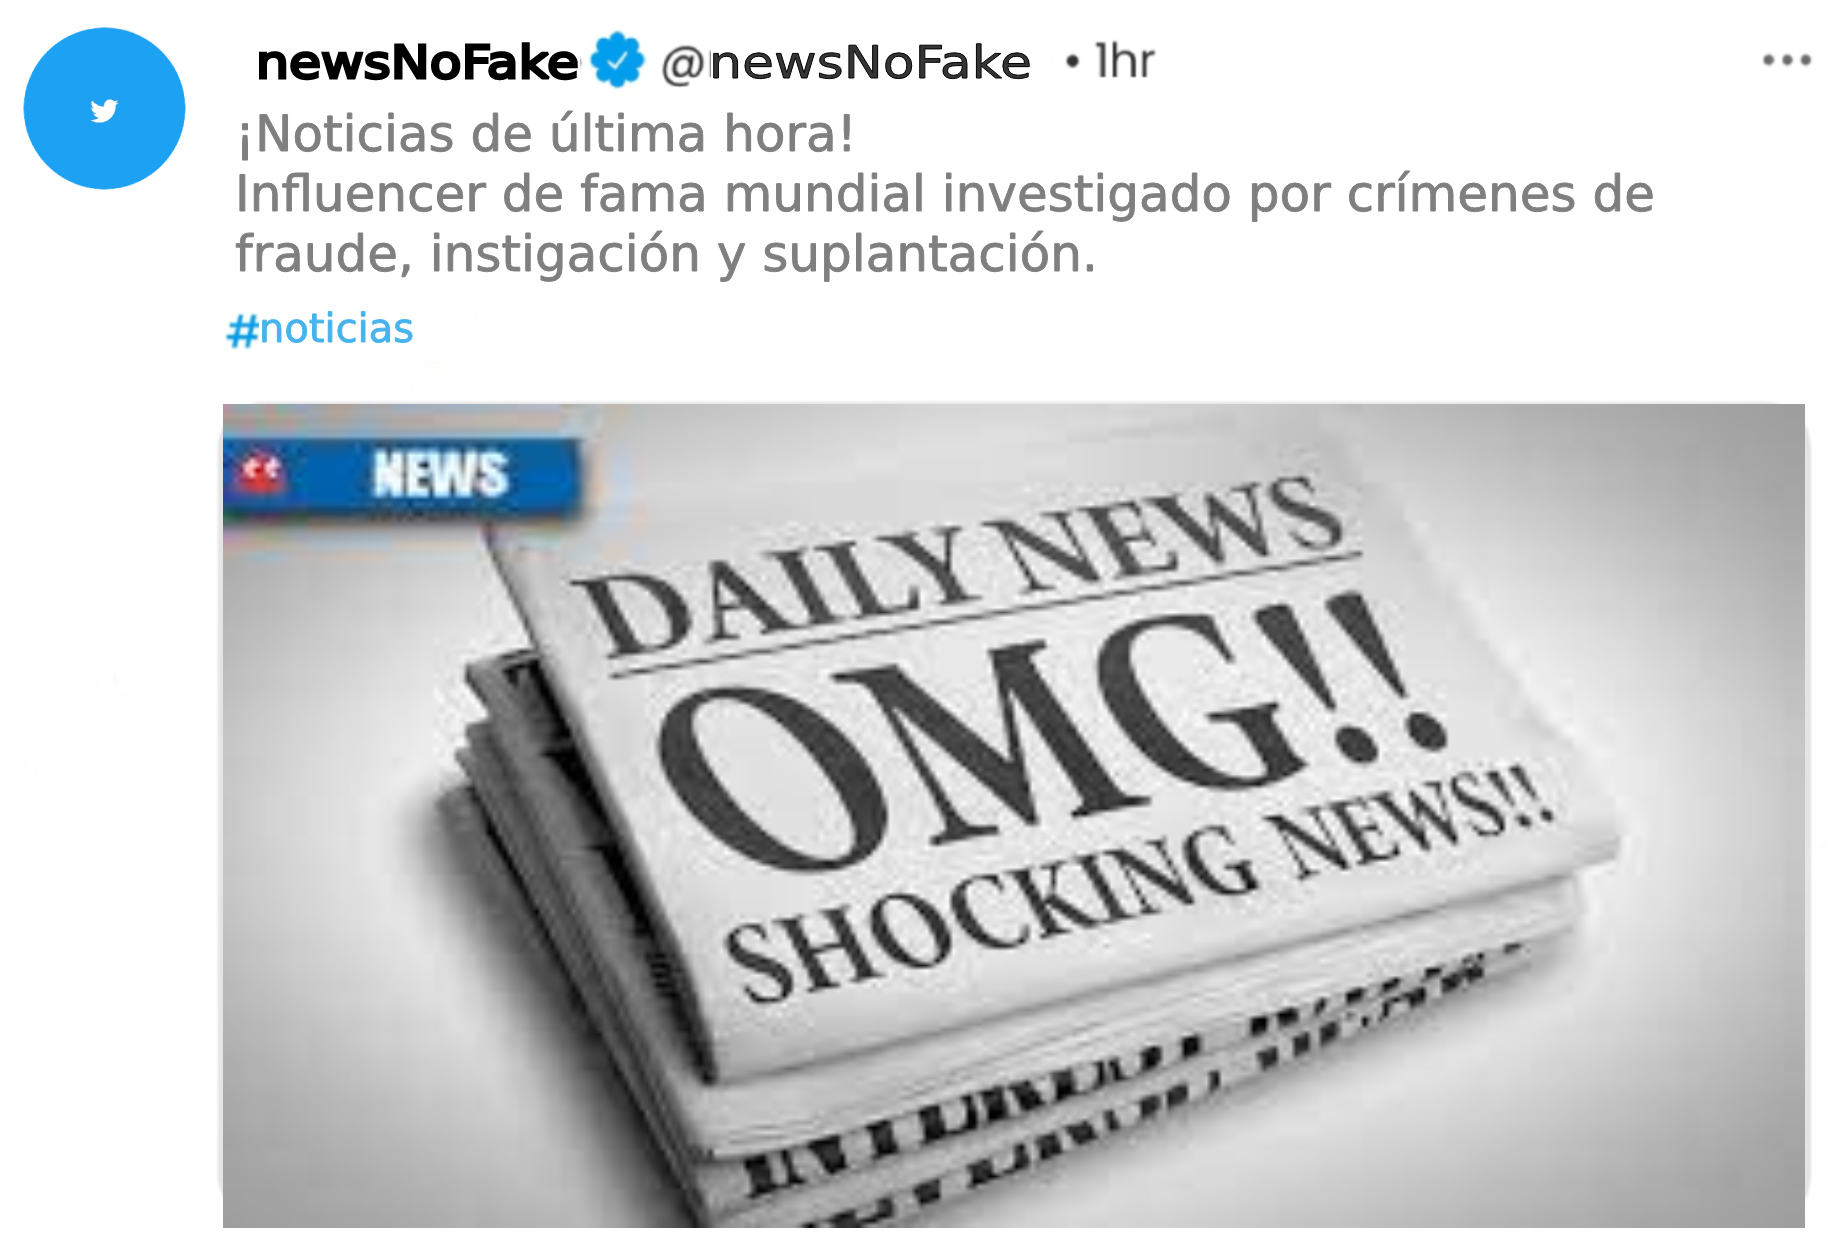 newsNoFake @newsNoFake • 1hr
¡Noticias de última hora!
Influencer de fama mundial investigado por crímenes de
fraude, instigación y suplantación.
#noticias
NEWS
DAILY NEWS
OMG!!
SHOCKING NEWS!!